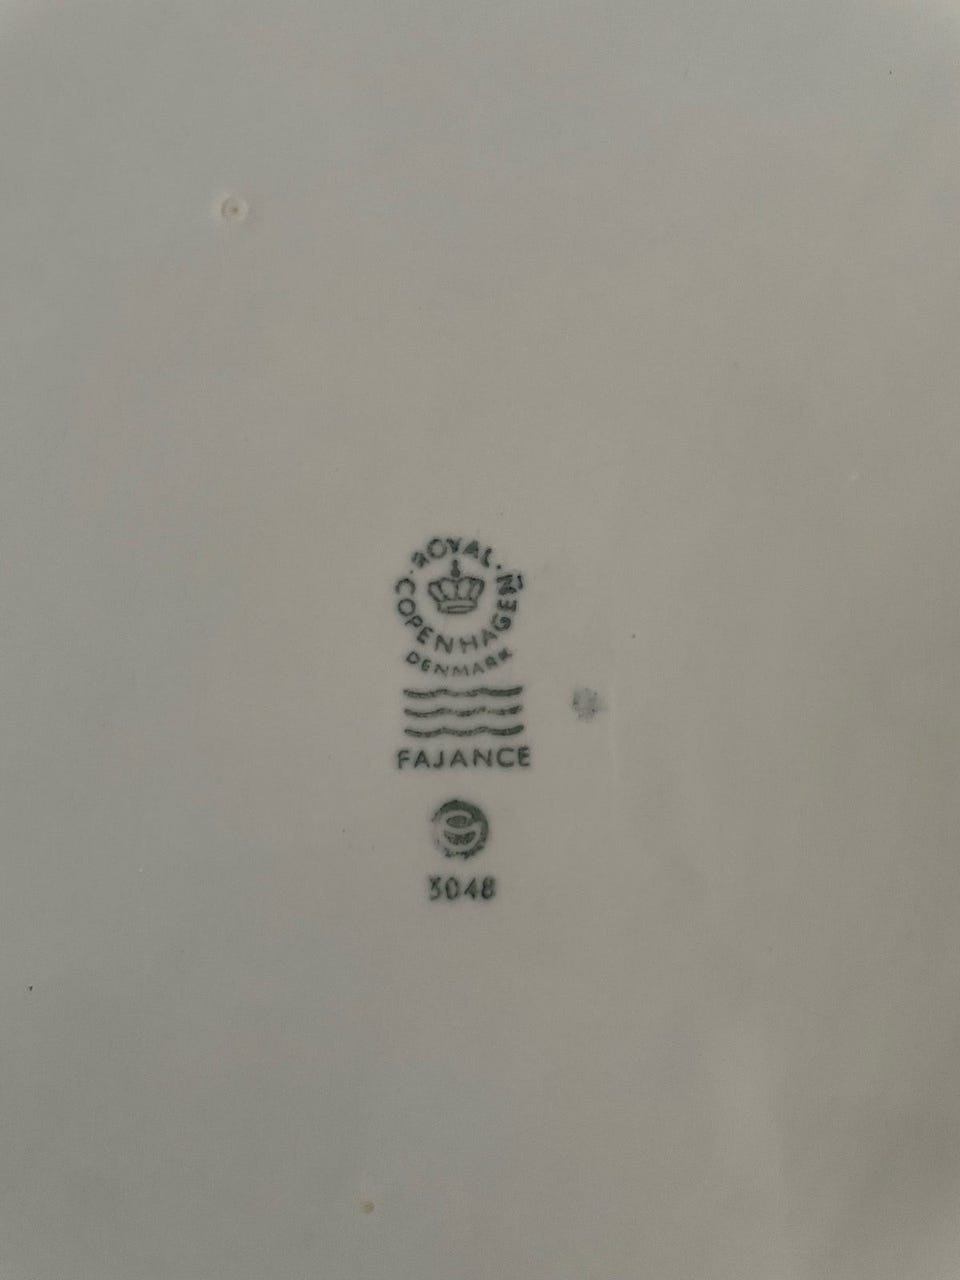 ROYAL
COPENHAGEN
DENMARK
FAJANCE
3048